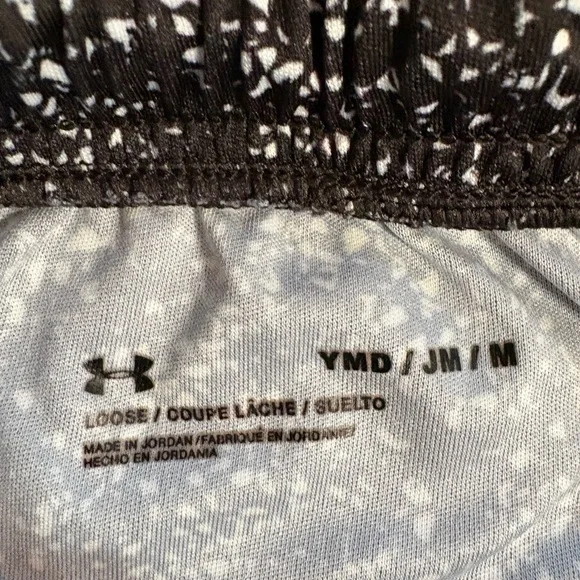 YMD / JM / M
LOOSE / COUPE LÂCHE / SUELTO
MADE IN JORDAN / FABRIQUÉ EN JORDANIE /
HECHO EN JORDANIA